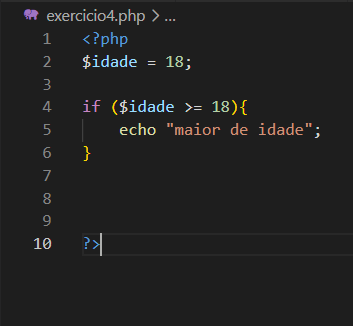 exercicio4.php > ...
1 <?php
2 $idade = 18;
3
4 if ($idade >= 18){
5     echo "maior de idade";
6 }
7
8
9
10 ?>